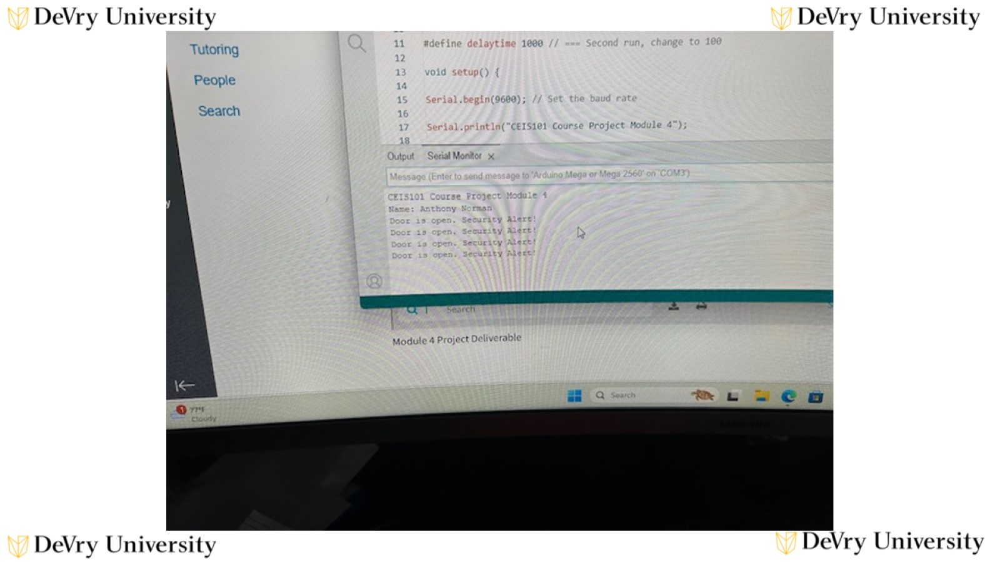 DeVry University
DeVry University
Tutoring
People
Search
11 #define delaytime 1000 // === Second run, change to 100
12
13 void setup() {
14
15 Serial.begin(9600); // Set the baud rate
16
17 Serial.println("CEIS101 Course Project Module 4");
18
Output Serial Monitor X
Message (Enter to send message to 'Arduino Mega or Mega 2560' on 'COM3')
CEIS101 Course Project Module 4
Name: Anthony Norman
Door is open. Security Alert!
Door is open. Security Alert!
Door is open. Security Alert!
Door is open. Security Alert!
Search
Module 4 Project Deliverable
Search
1
77°F
Cloudy
DeVry University
DeVry University